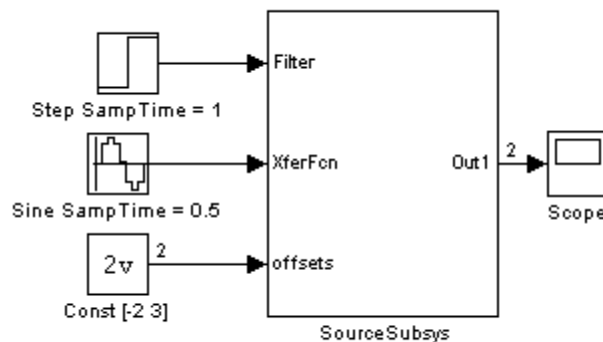 Filter
Step SampTime = 1
XferFcn
Out1
2
Sine SampTime = 0.5
Scope
2
2v
offsets
Const [-2 3]
SourceSubsys